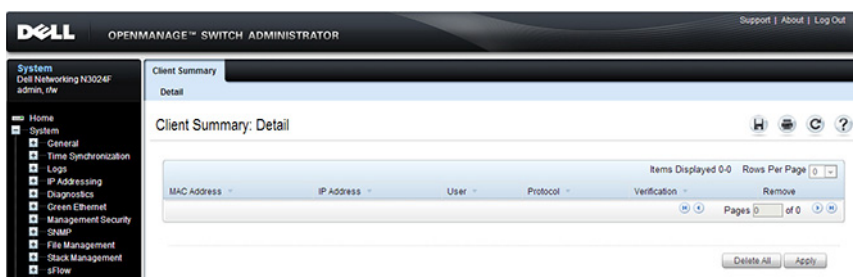 Support | About | Log Out
DELL OPENMANAGE™ SWITCH ADMINISTRATOR
System
Dell Networking N3024F
admin, r/w
Home
System
General
Time Synchronization
Logs
IP Addressing
Diagnostics
Green Ethernet
Management Security
SNMP
File Management
Stack Management
sFlow
Client Summary
Detail
Client Summary: Detail
H ?
Items Displayed 0-0 Rows Per Page 0
MAC Address IP Address User Protocol Verification Remove
Pages 0 of 0
Delete All Apply